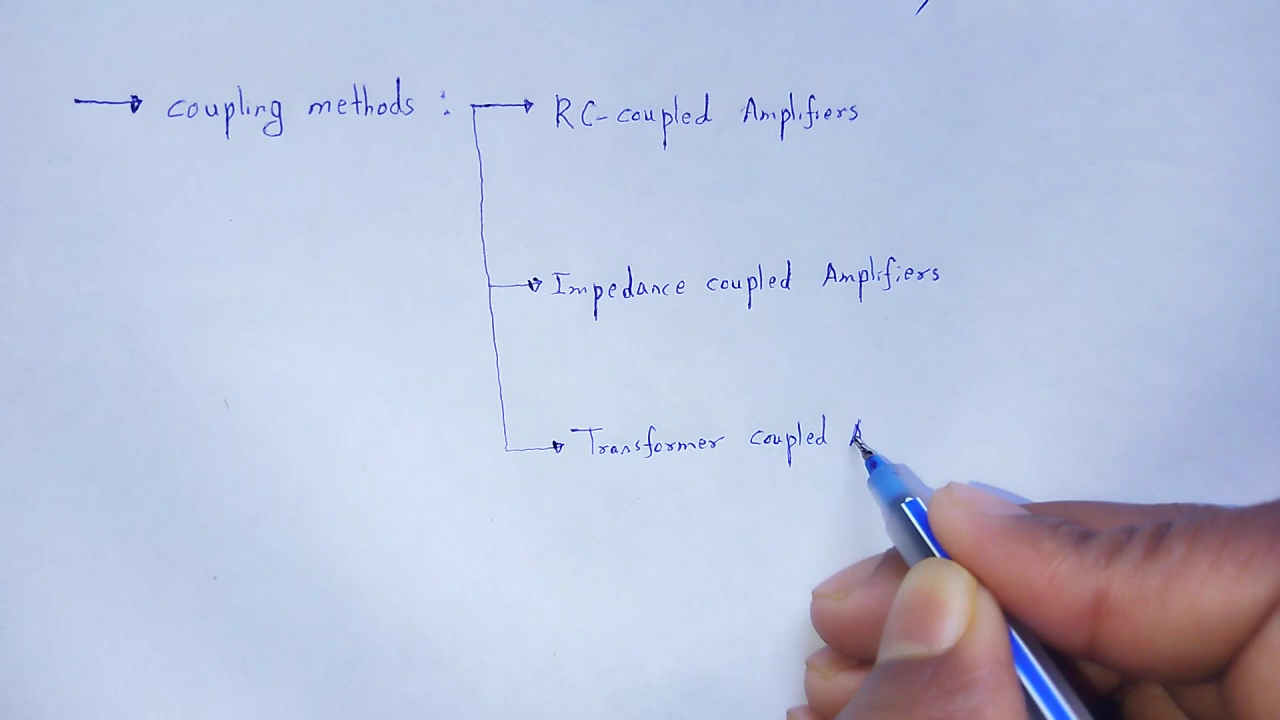 coupling methods : RC-coupled Amplifiers
Impedance coupled Amplifiers
Transformer coupled A